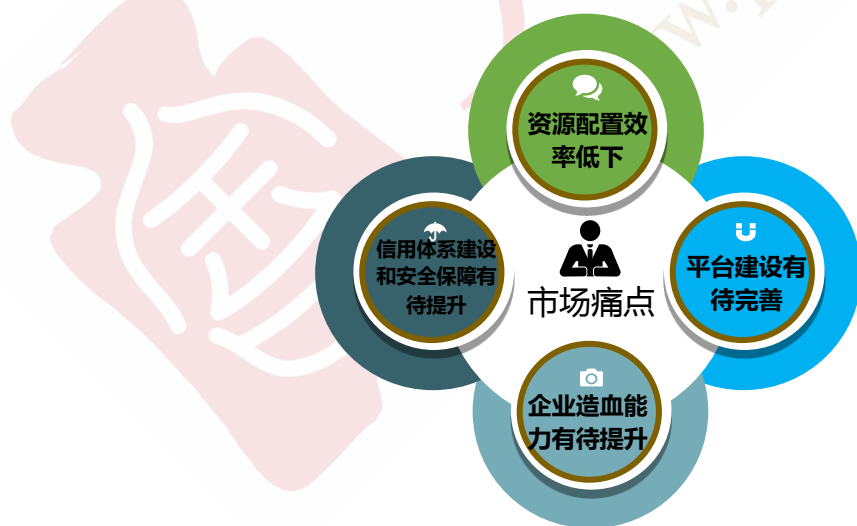 资源配置效
率低下
信用体系建设
和安全保障有
待提升
市场痛点
平台建设有
待完善
企业造血能
力有待提升